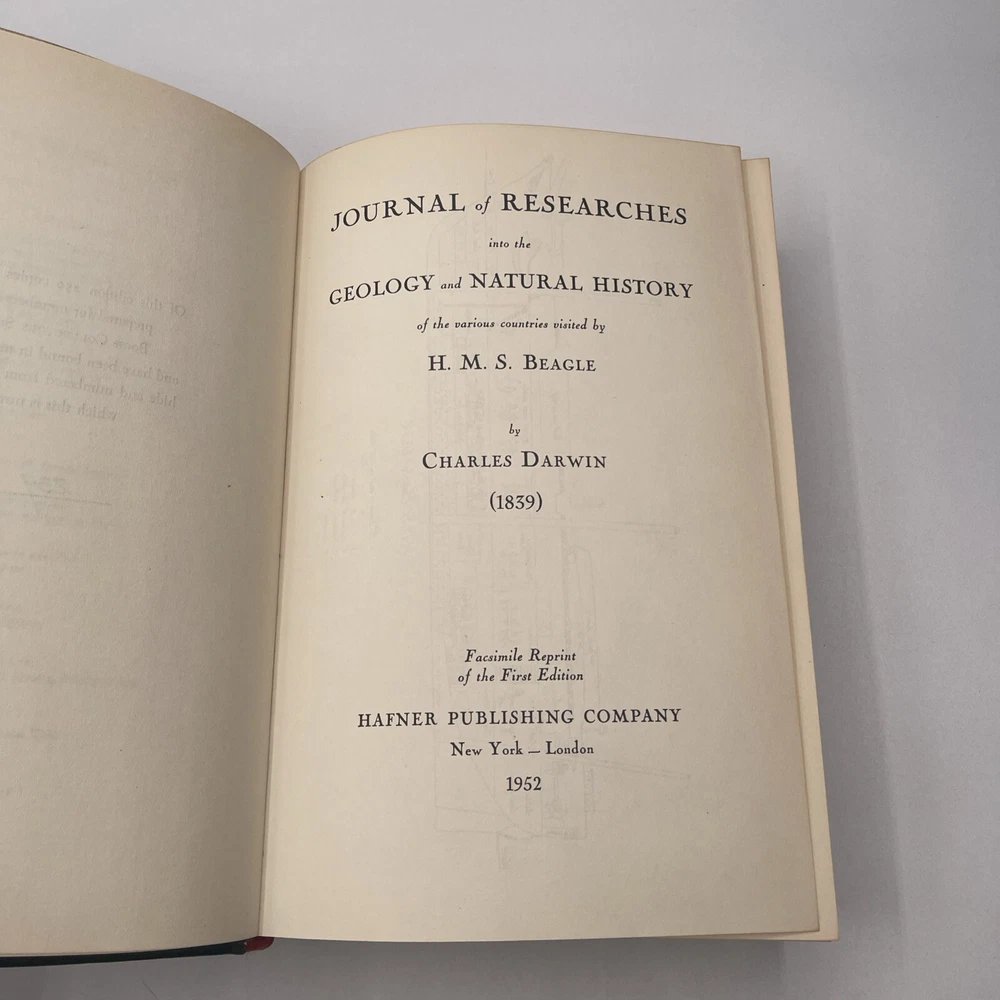 JOURNAL of RESEARCHES
into the
GEOLOGY and NATURAL HISTORY
of the various countries visited by
H. M. S. BEAGLE
by
CHARLES DARWIN
(1839)
Facsimile Reprint
of the First Edition
HAFNER PUBLISHING COMPANY
New York — London
1952